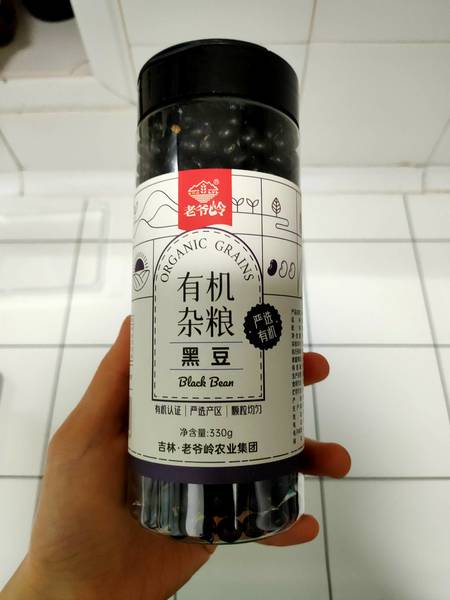 老爷岭
ORGANIC GRAINS
有机
杂粮
黑豆
Black Bean
严选
有机
有机认证 | 严选产区 | 颗粒均匀
净含量:330g
吉林·老爷岭农业集团